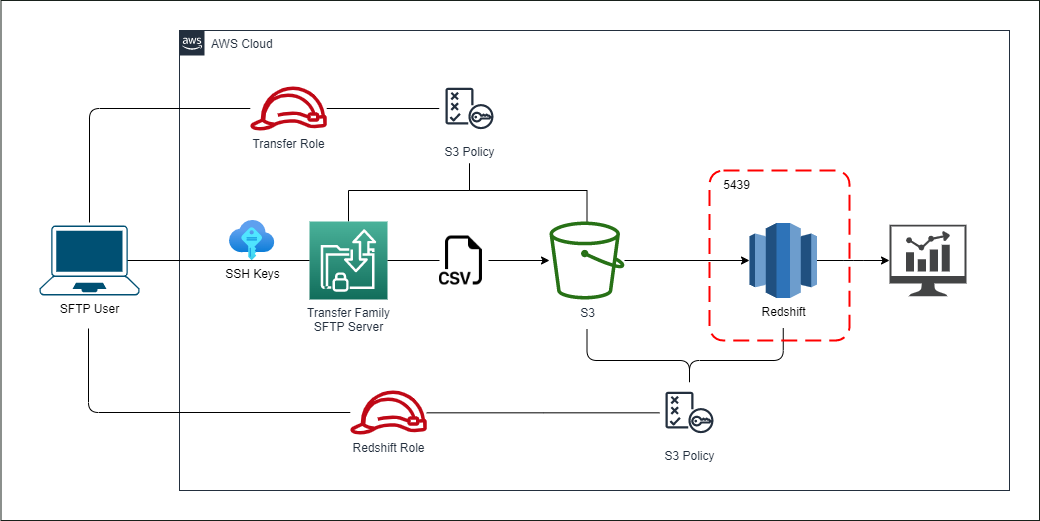 aws
AWS Cloud
Transfer Role
S3 Policy
5439
SSH Keys
CSV
SFTP User
Transfer Family
SFTP Server
S3
Redshift
Redshift Role
S3 Policy